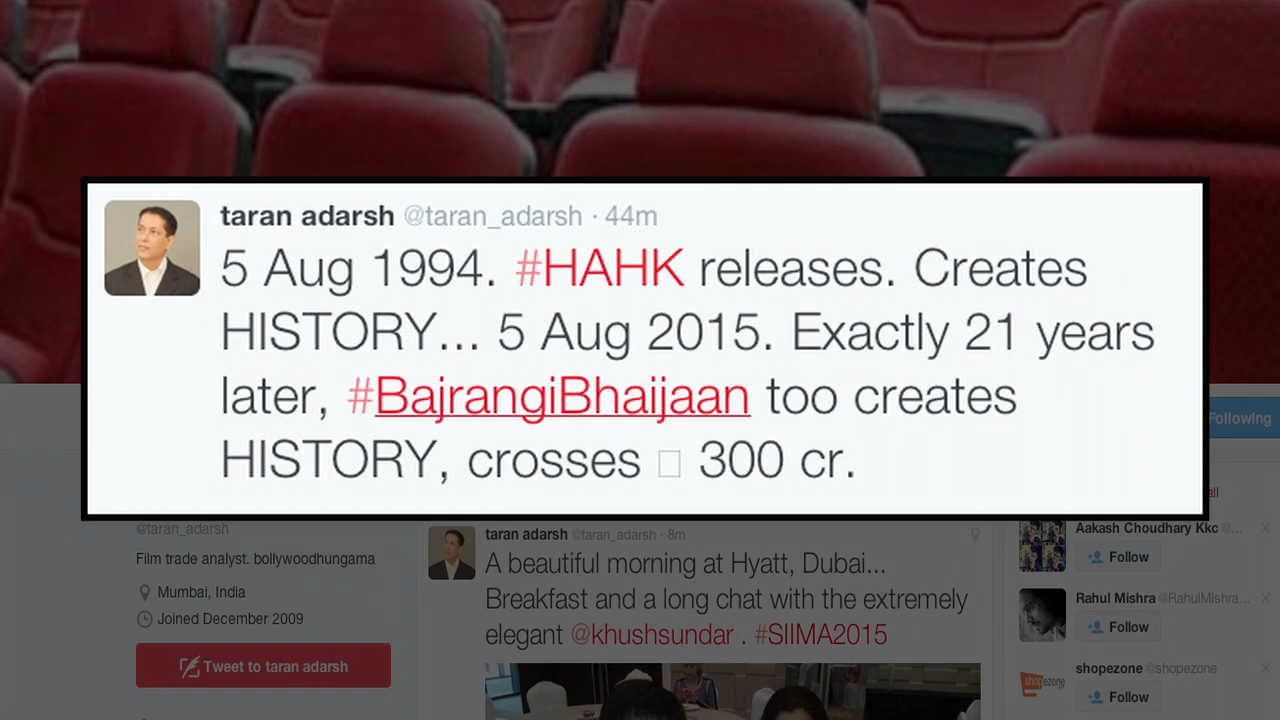 taran adarsh @taran_adarsh · 44m
5 Aug 1994. #HAHK releases. Creates
HISTORY... 5 Aug 2015. Exactly 21 years
later, #BajrangiBhaijaan too creates
HISTORY, crosses □ 300 cr.
Following
all
@taran_adarsh
Film trade analyst. bollywoodhungama
Mumbai, India
Joined December 2009
Tweet to taran adarsh
taran adarsh @taran_adarsh · 8m
A beautiful morning at Hyatt, Dubai...
Breakfast and a long chat with the extremely
elegant @khushsundar . #SIIMA2015
Aakash Choudhary Kkc @...
Follow
Rahul Mishra @RahulMishra...
Follow
shopezone
shopezone @shopezone
Follow